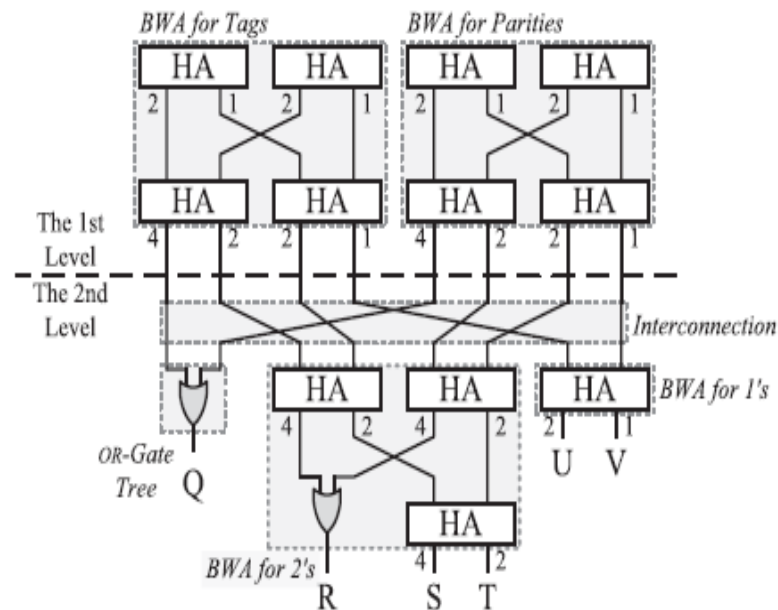 BWA for Tags BWA for Parities
HA HA HA HA
2 1 2 1 2 1 2 1
HA HA HA HA
4 2 2 1 4 2 2 1
The 1st
Level
The 2nd
Level
Interconnection
HA HA HA BWA for 1's
4 2 4 2 2 1
U V
OR-Gate
Tree Q
HA
BWA for 2's 4 2
R S T